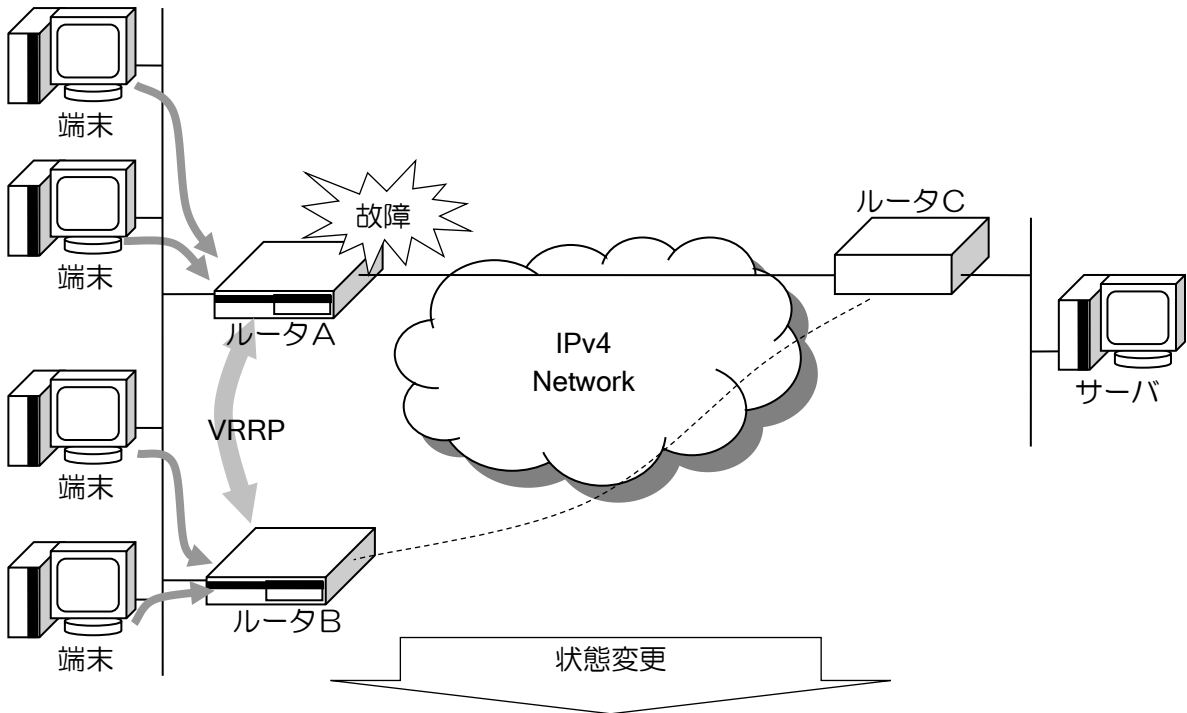 端末
端末
故障
ルータC
ルータA
IPv4
Network
サーバ
VRRP
端末
ルータB
端末
状態変更